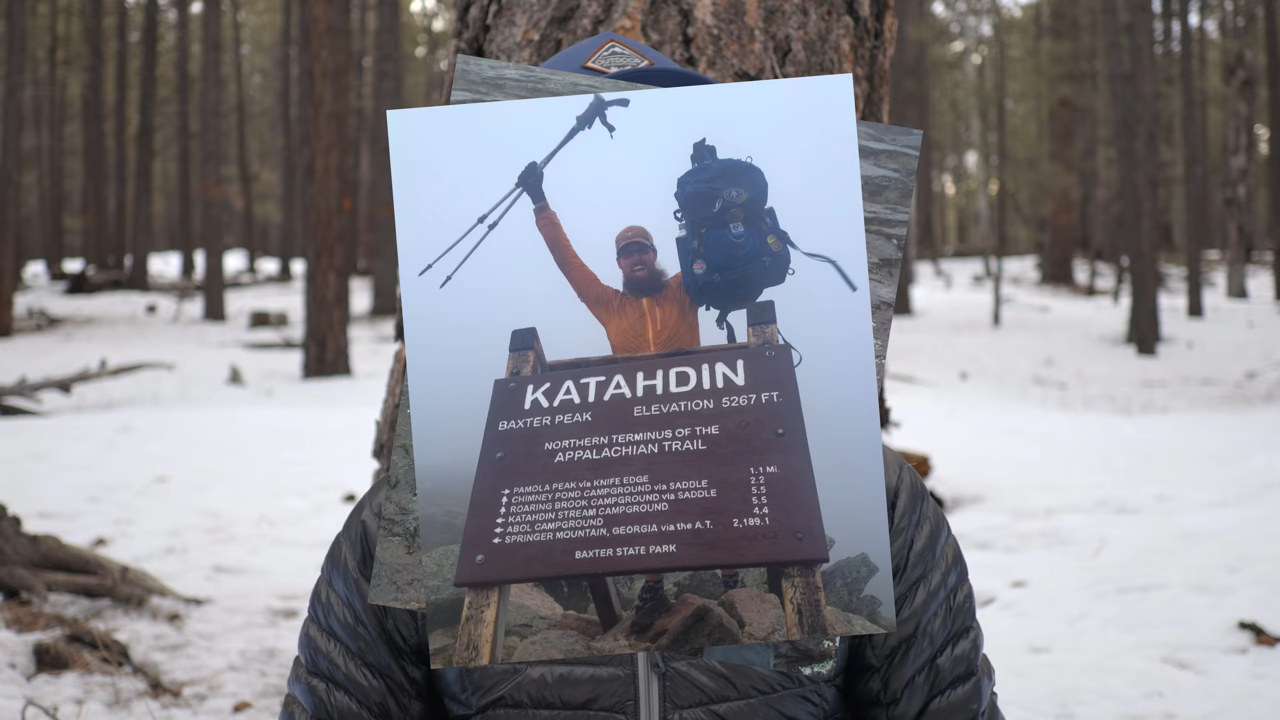 OUTDOOR
KATAHDIN
BAXTER PEAK ELEVATION 5267 FT.
NORTHERN TERMINUS OF THE
APPALACHIAN TRAIL
→ PAMOLA PEAK via KNIFE EDGE 1.1 Mi.
↑ CHIMNEY POND CAMPGROUND via SADDLE 2.2
↑ ROARING BROOK CAMPGROUND via SADDLE 5.5
← KATAHDIN STREAM CAMPGROUND 5.5
← ABOL CAMPGROUND 4.4
← SPRINGER MOUNTAIN, GEORGIA via the A.T. 2,189.1
BAXTER STATE PARK